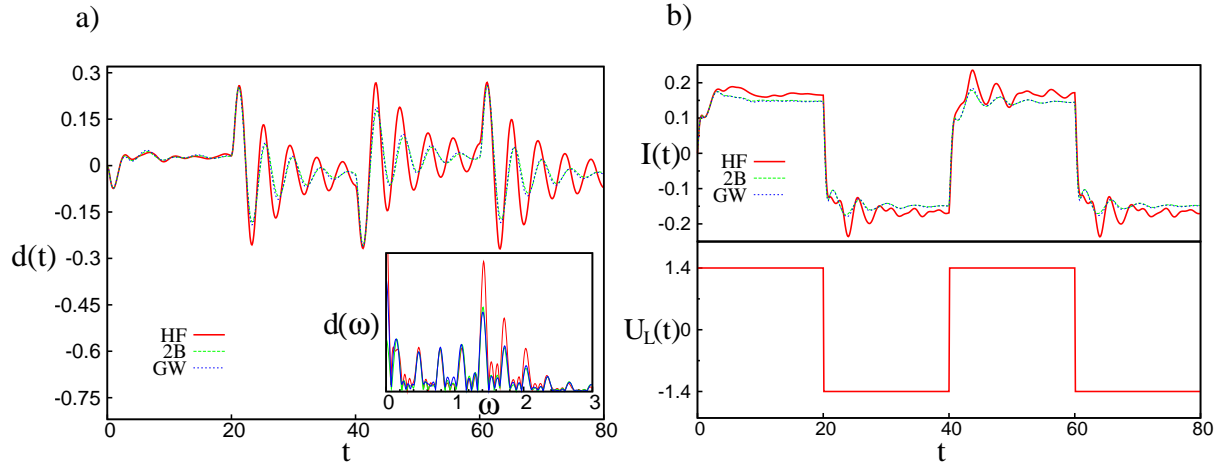 a)
0.3
0.15
0
-0.15
d(t)
-0.3
-0.45
-0.6
-0.75
HF
2B
GW
0 20 40 60 80
t
d(ω)
0 1 2 3
ω
b)
0.2
0.1
I(t)
0
-0.1
-0.2
HF
2B
GW
1.4
U_L(t)
0
-1.4
0 20 40 60 80
t